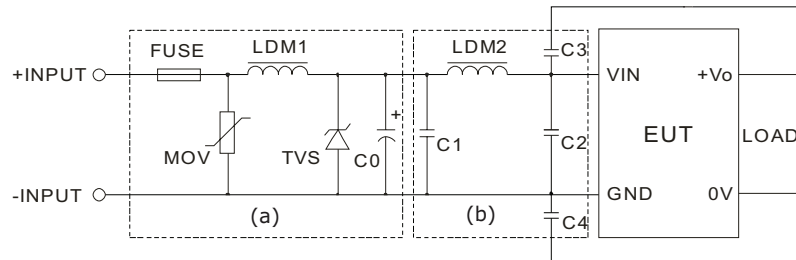 FUSE
LDM1
LDM2
C3
+INPUT
VIN
+Vo
+
MOV
TVS
C0
C1
C2
EUT
LOAD
-INPUT
GND
0V
(a)
(b)
C4